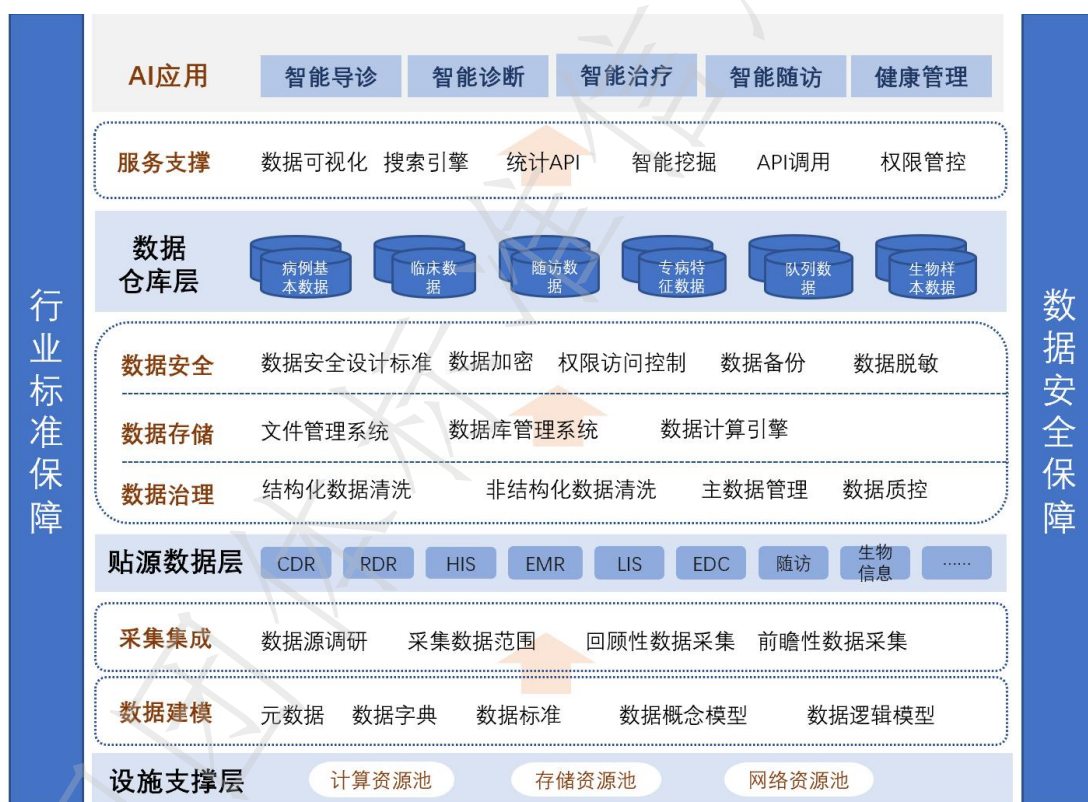 AI应用 智能导诊 智能诊断 智能治疗 智能随访 健康管理
服务支撑 数据可视化 搜索引擎 统计API 智能挖掘 API调用 权限管控
数据
仓库层
病例基
本数据
临床数
据
随访数
据
专病特
征数据
队列数
据
生物样
本数据
数据安全 数据安全设计标准 数据加密 权限访问控制 数据备份 数据脱敏
数据存储 文件管理系统 数据库管理系统 数据计算引擎
数据治理 结构化数据清洗 非结构化数据清洗 主数据管理 数据质控
贴源数据层 CDR RDR HIS EMR LIS EDC 随访 生物
信息 ……
采集集成 数据源调研 采集数据范围 回顾性数据采集 前瞻性数据采集
数据建模 元数据 数据字典 数据标准 数据概念模型 数据逻辑模型
设施支撑层 计算资源池 存储资源池 网络资源池
行业标准保障
数据安全保障